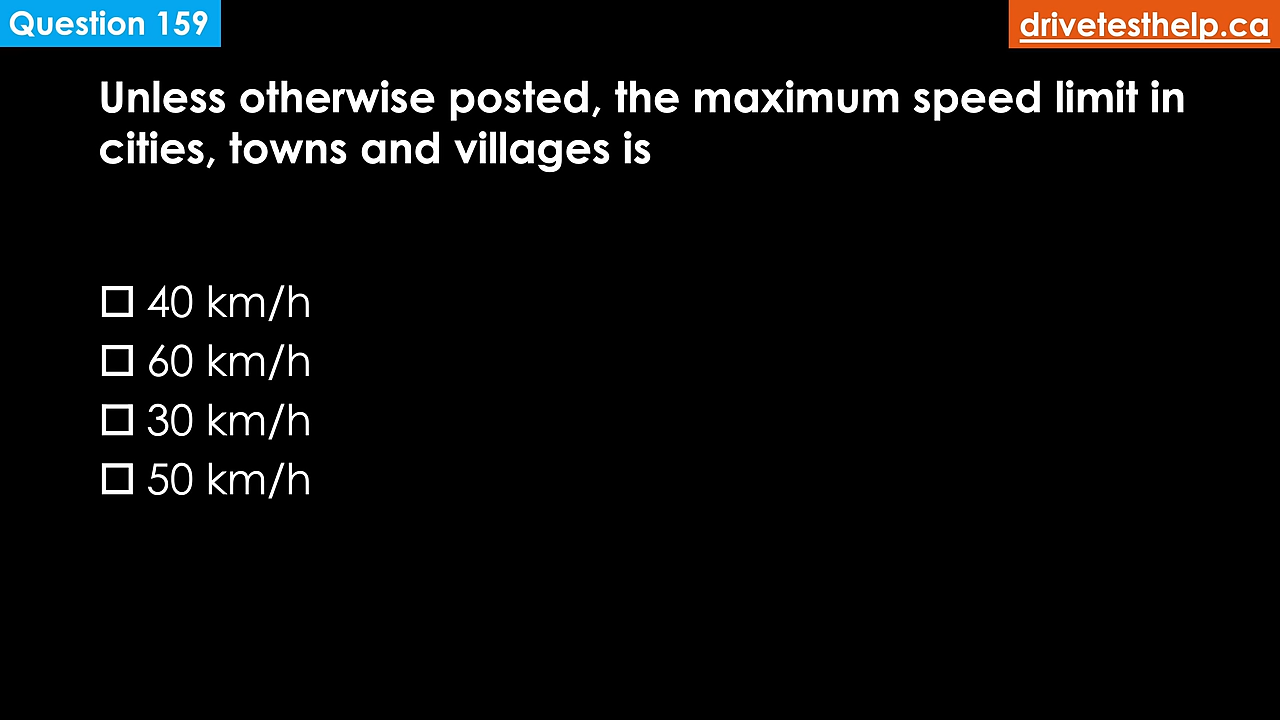 Question 159
drivetesthelp.ca
Unless otherwise posted, the maximum speed limit in
cities, towns and villages is
40 km/h
60 km/h
30 km/h
50 km/h